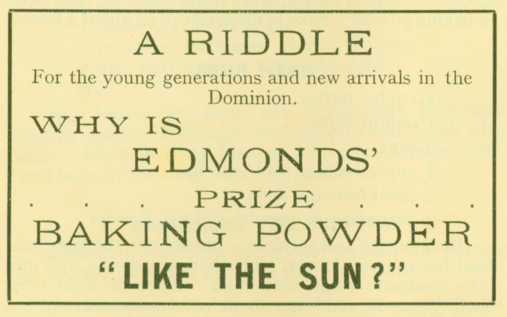 A RIDDLE
For the young generations and new arrivals in the
Dominion.
WHY IS
EDMONDS'
. . . PRIZE . . .
BAKING POWDER
“LIKE THE SUN?”